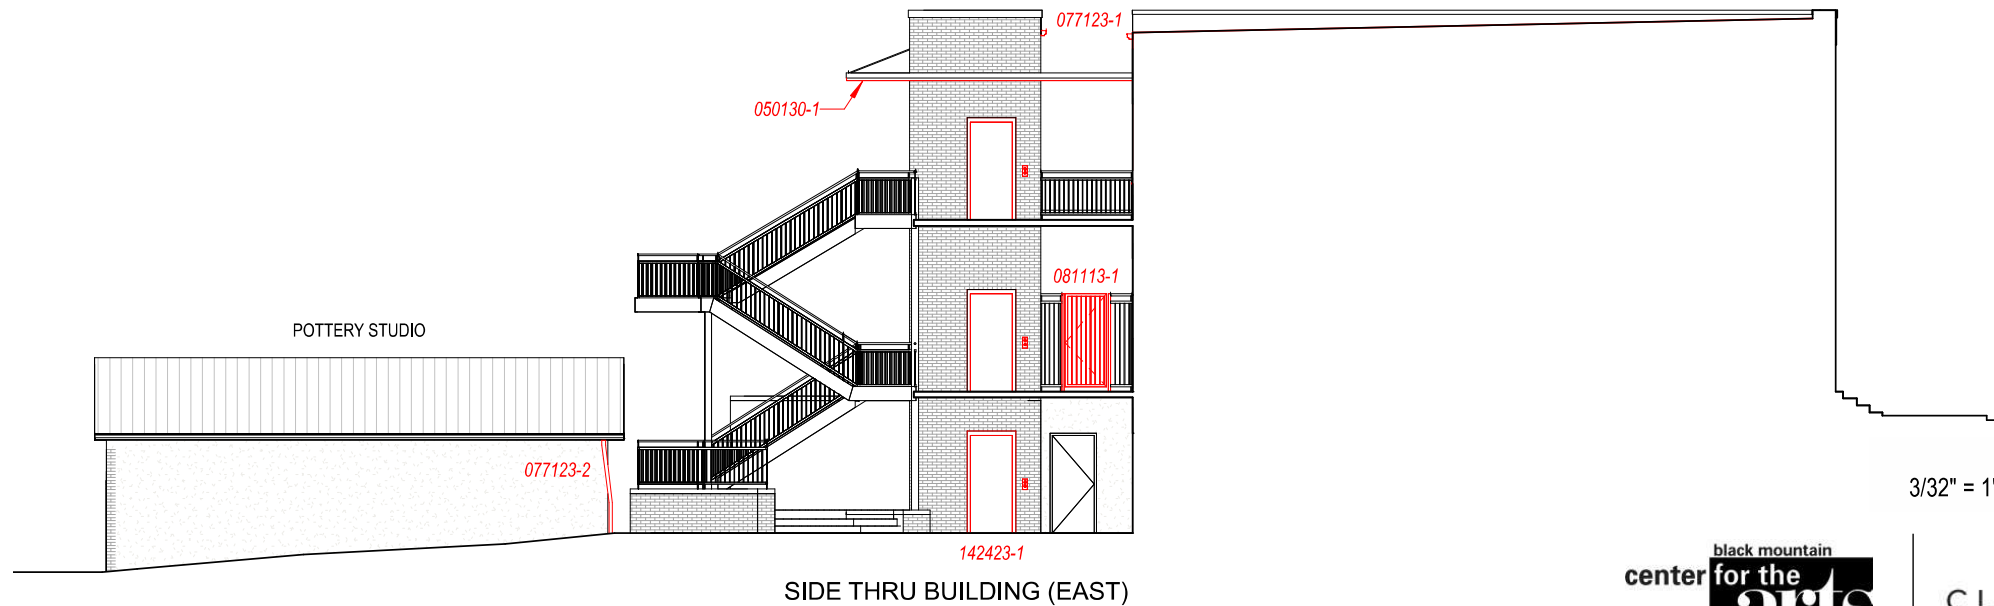 077123-1
050130-1
081113-1
POTTERY STUDIO
077123-2
3/32" = 1'
142423-1
SIDE THRU BUILDING (EAST)
black mountain
center for the
arts